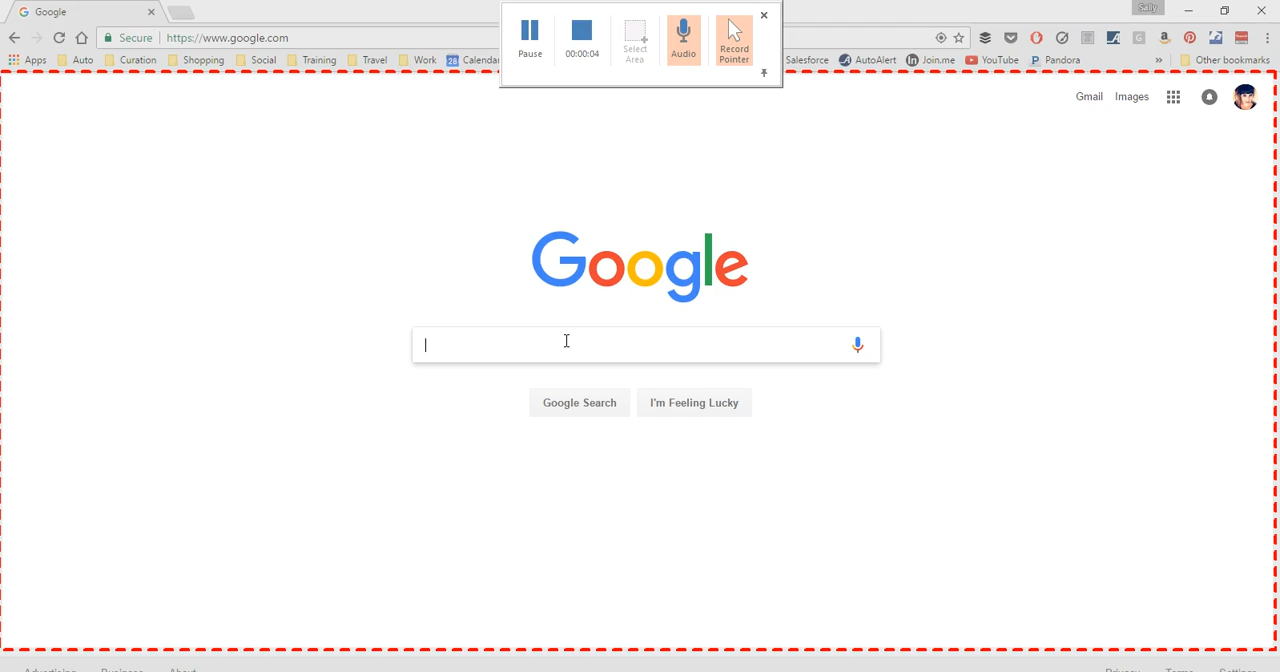 Google
Sally
Secure
https://www.google.com
Pause
00:00:04
Select
Area
Audio
Record
Pointer
Apps Auto Curation Shopping Social Training Travel Work 28 Calendar Salesforce AutoAlert Join.me YouTube Pandora » Other bookmarks
Gmail Images
Google
Google Search I'm Feeling Lucky
Advertising Business About Privacy Terms Settings